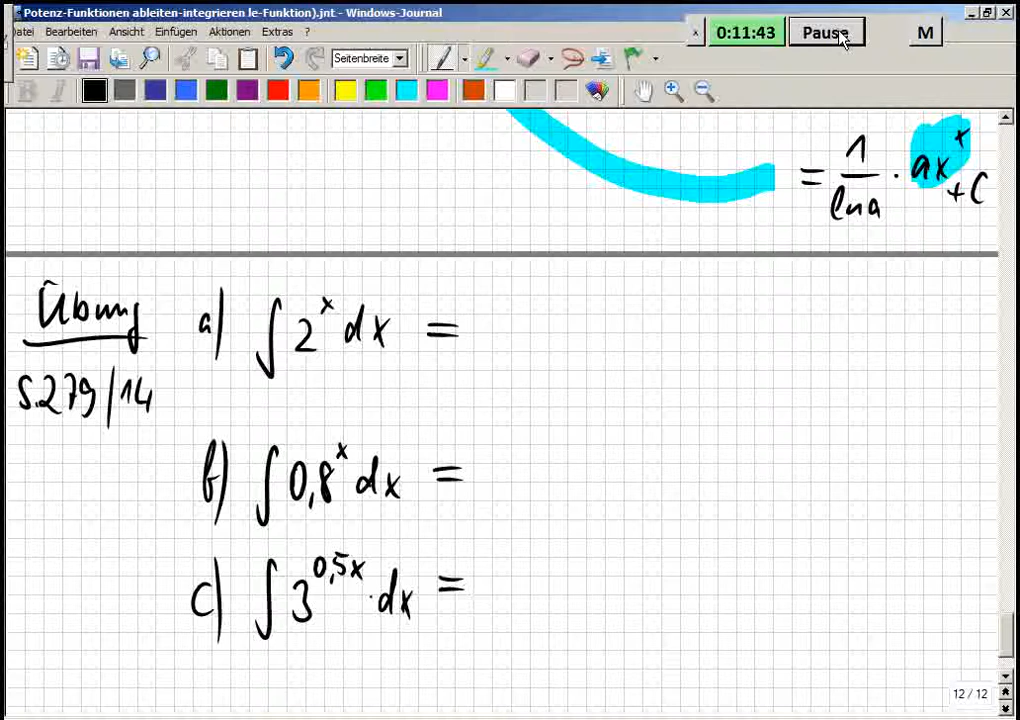 Potenz-Funktionen ableiten-integrieren le-Funktion).jnt - Windows-Journal
Datei Bearbeiten Ansicht Einfügen Aktionen Extras ?
x 0:11:43 Pause M
Seitenbreite
= 1/ln a · ax^x + C
Übung a) ∫ 2^x dx =
S.279/14
b) ∫ 0,8^x dx =
c) ∫ 3^0,5x · dx =
12 / 12